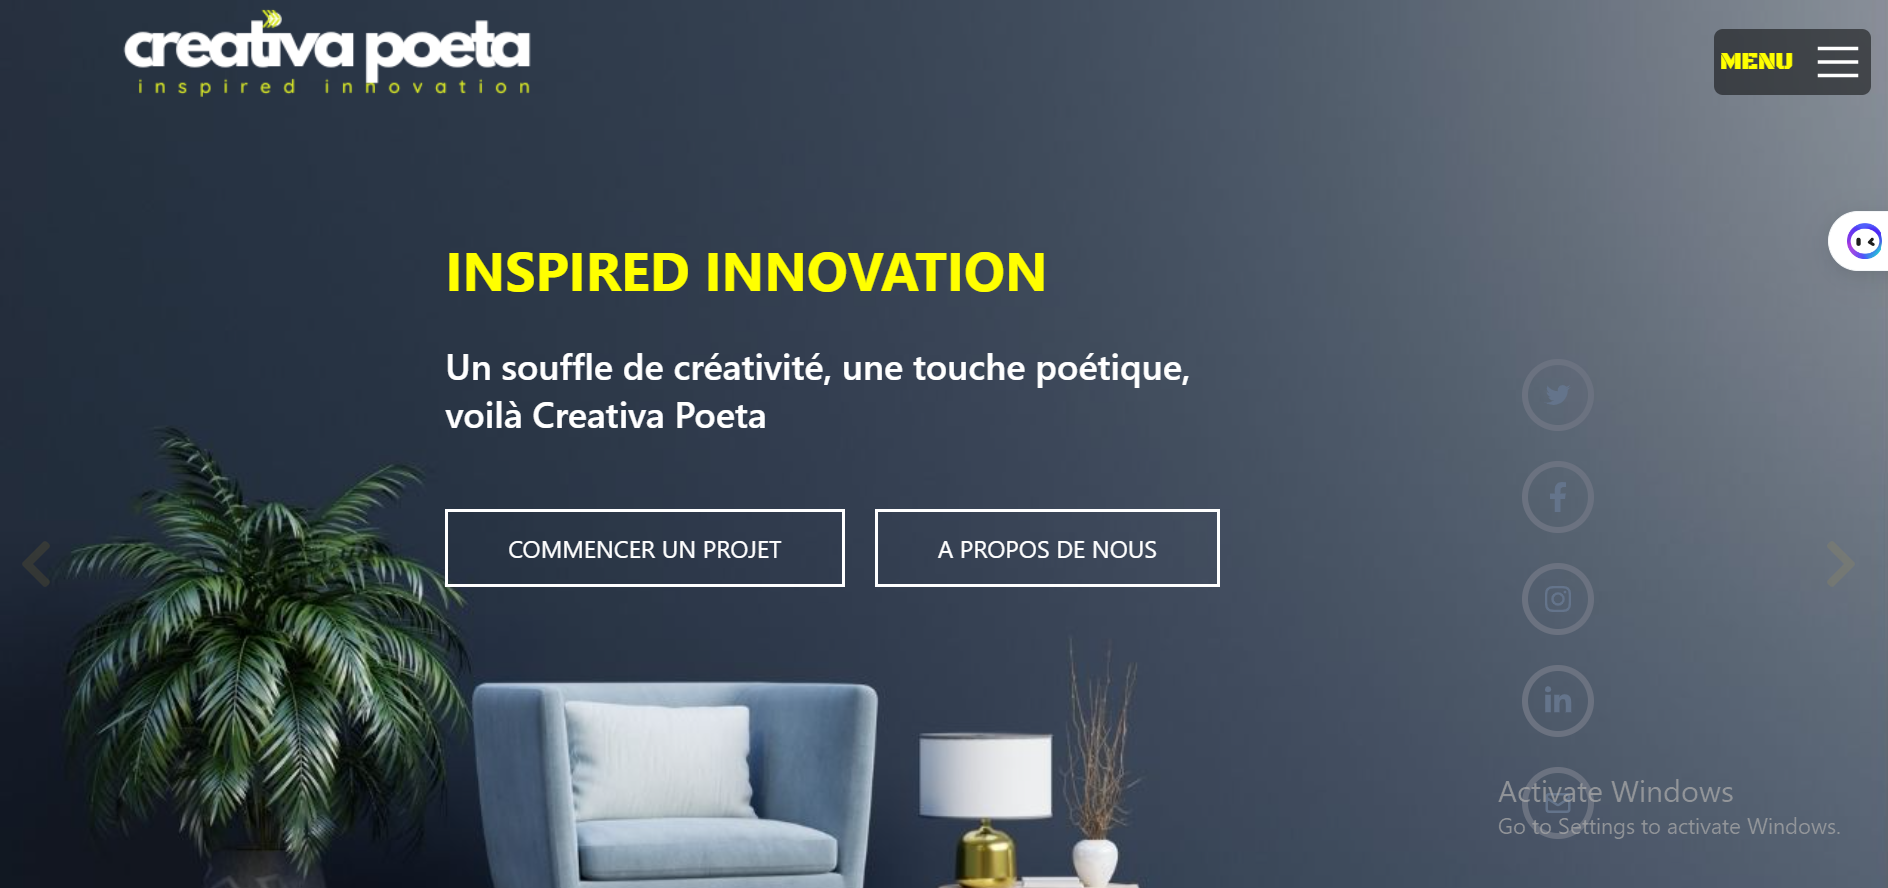 creativa poeta
inspired innovation
MENU
INSPIRED INNOVATION
Un souffle de créativité, une touche poétique,
voilà Creativa Poeta
COMMENCER UN PROJET
A PROPOS DE NOUS
Activate Windows
Go to Settings to activate Windows.